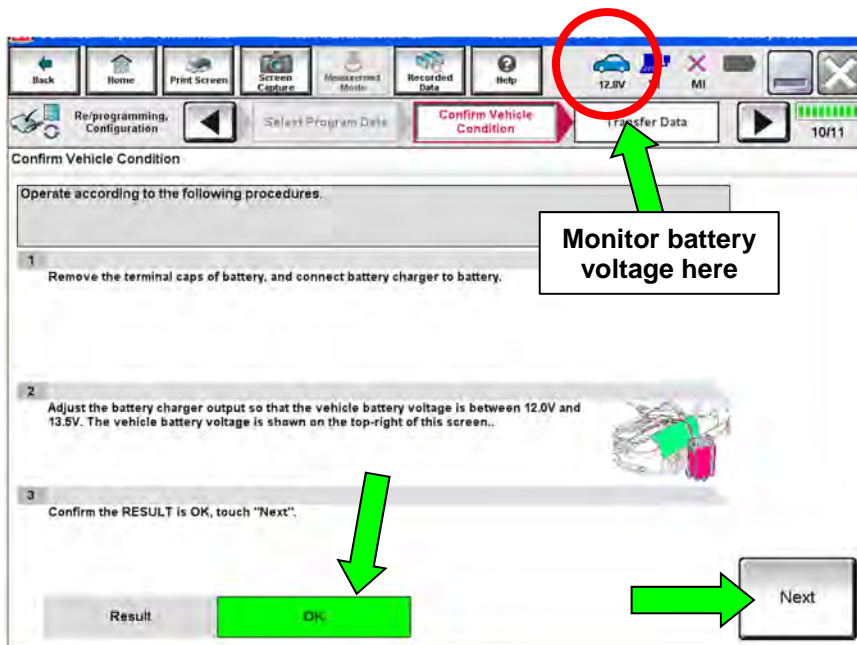 Back
Home
Print Screen
Screen
Capture
Measurement
Mode
Recorded
Data
Help
12.8V
MI
Re/programming,
Configuration
Select Program Data
Confirm Vehicle
Condition
Transfer Data
10/11
Confirm Vehicle Condition
Operate according to the following procedures.
Monitor battery
voltage here
1
Remove the terminal caps of battery, and connect battery charger to battery.
2
Adjust the battery charger output so that the vehicle battery voltage is between 12.0V and
13.5V. The vehicle battery voltage is shown on the top-right of this screen..
3
Confirm the RESULT is OK, touch "Next".
Result
OK
Next